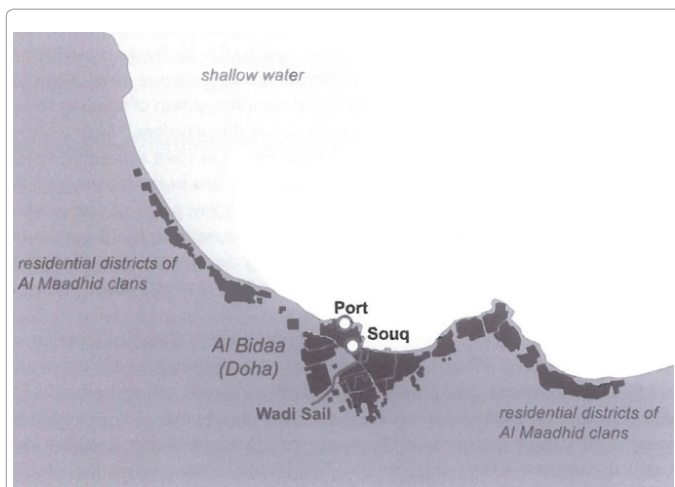 shallow water
residential districts of
Al Maadhid clans
Port
Souq
Al Bidaa
(Doha)
Wadi Sail
residential districts of
Al Maadhid clans